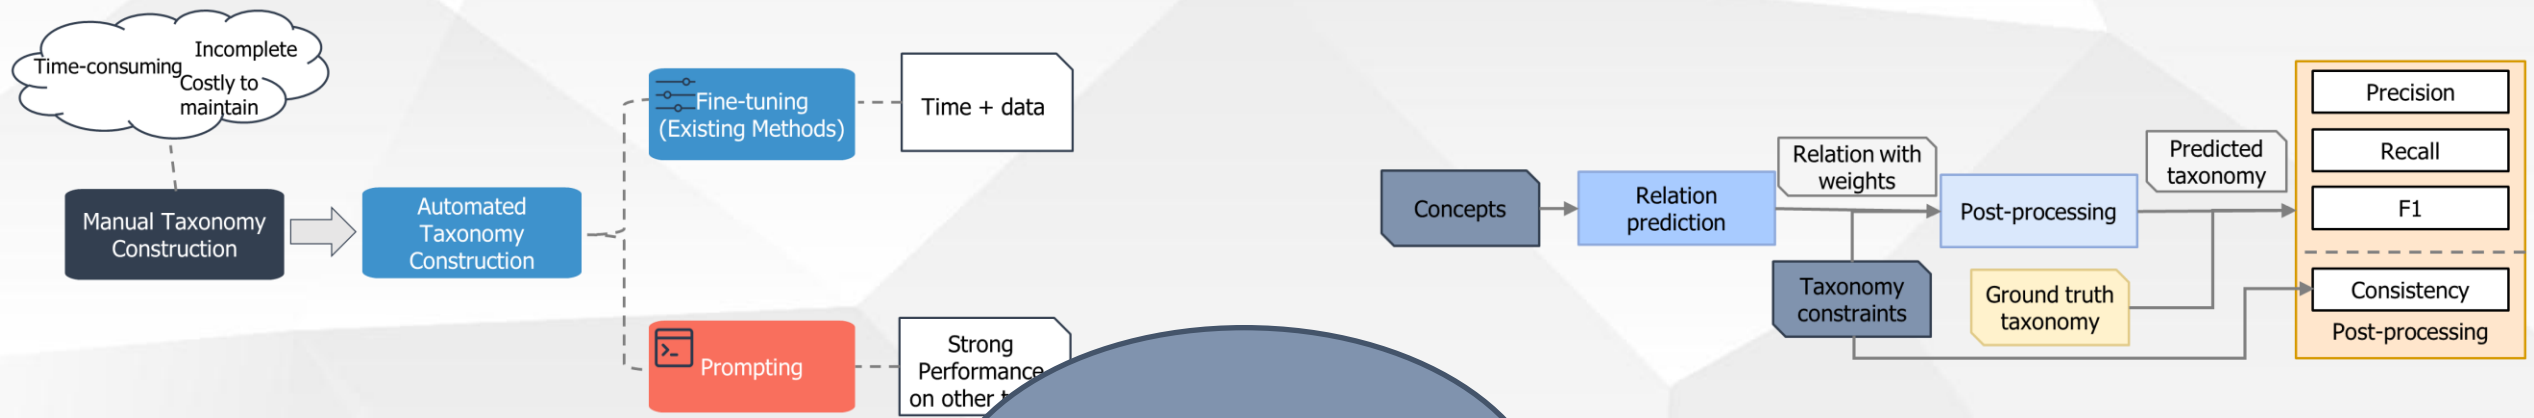 Time-consuming
Incomplete
Costly to
maintain
Manual Taxonomy
Construction
Automated
Taxonomy
Construction
Fine-tuning
(Existing Methods)
Time + data
Prompting
Strong
Performance
on other
Concepts
Relation
prediction
Relation with
weights
Post-processing
Predicted
taxonomy
Taxonomy
constraints
Ground truth
taxonomy
Precision
Recall
F1
Consistency
Post-processing